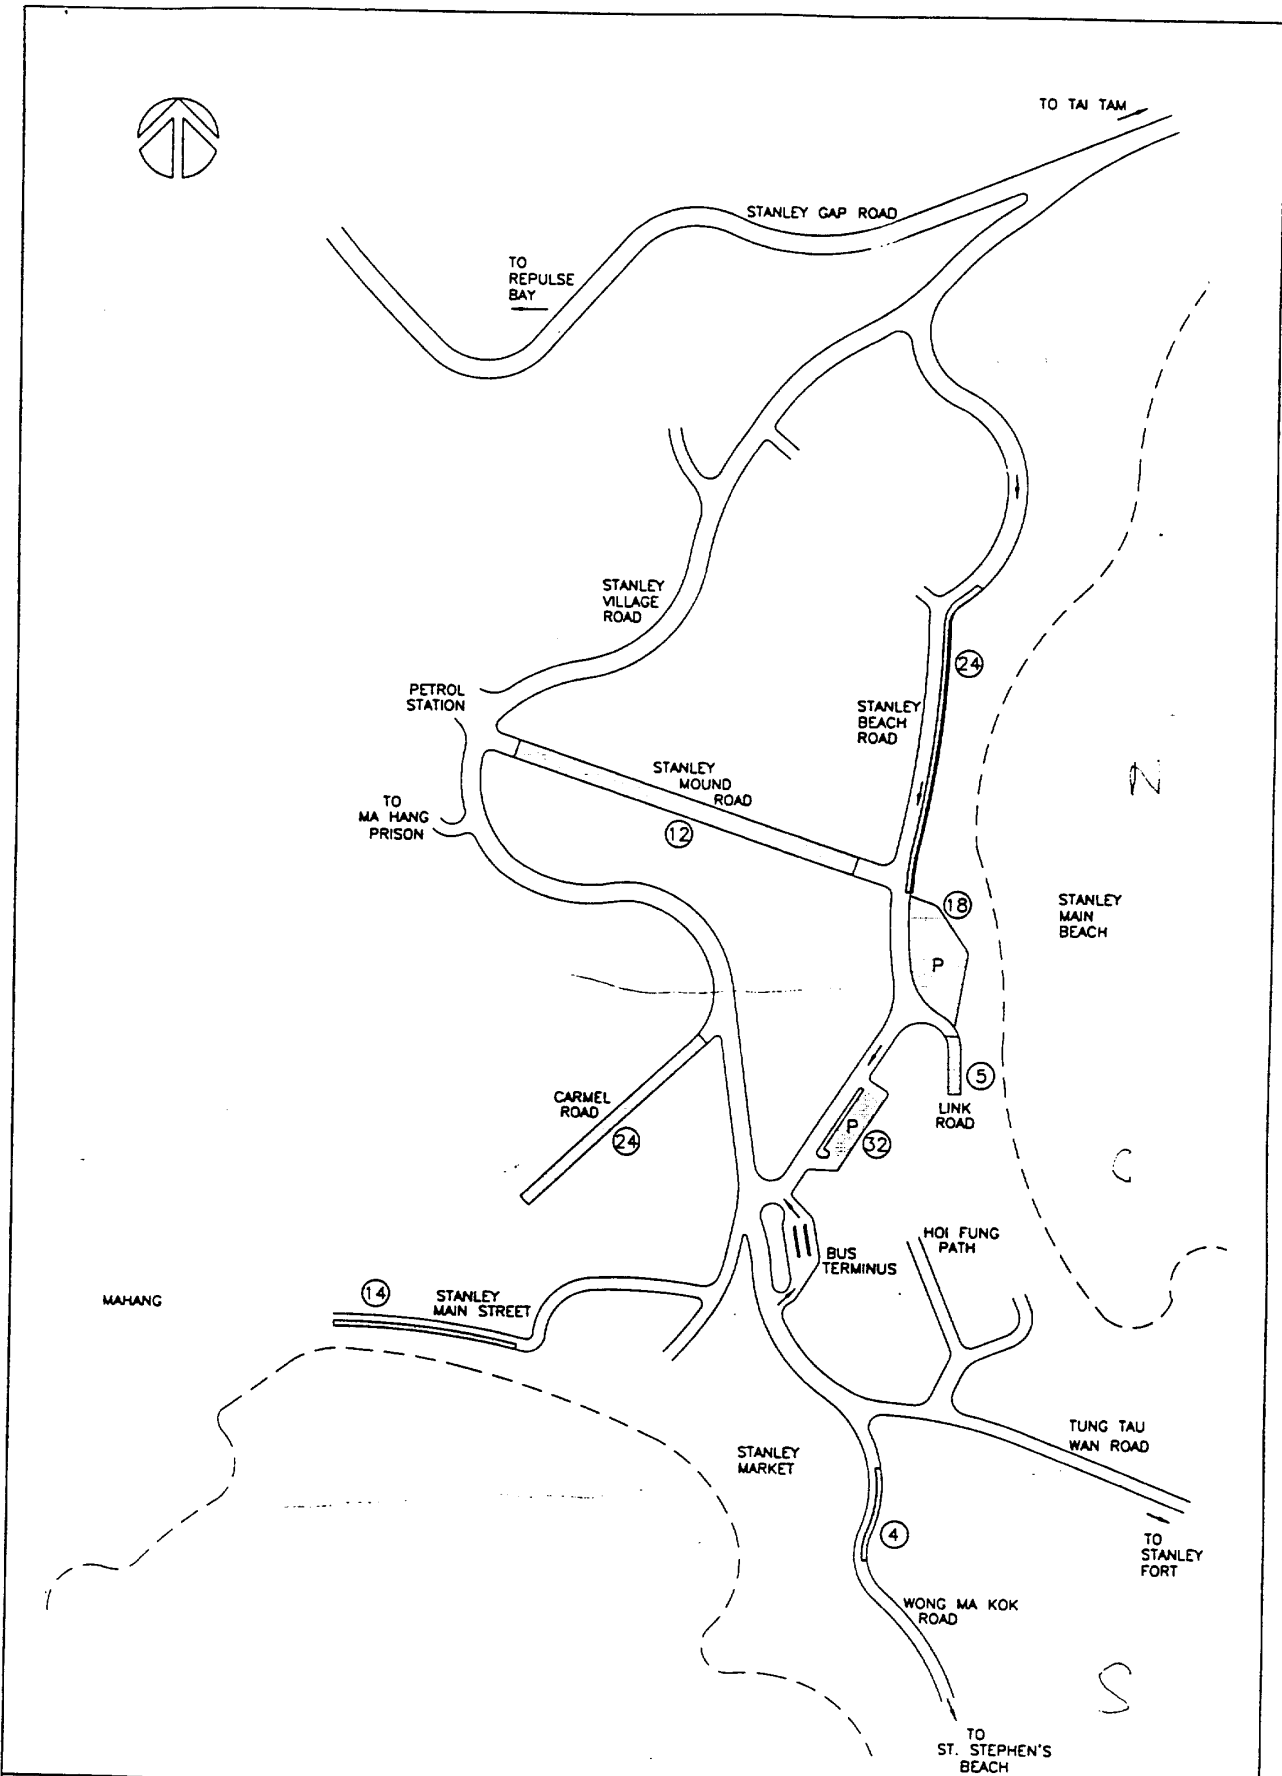 TO TAI TAM
STANLEY GAP ROAD
TO
REPULSE
BAY
STANLEY
VILLAGE
ROAD
24
PETROL
STATION
STANLEY
BEACH
ROAD
STANLEY
MOUND
ROAD
N
TO
MA HANG
PRISON
12
18
STANLEY
MAIN
BEACH
P
5
CARMEL
ROAD
LINK
ROAD
P
32
24
C
HOI FUNG
PATH
BUS
TERMINUS
MAHANG
14
STANLEY
MAIN STREET
TUNG TAU
WAN ROAD
STANLEY
MARKET
4
TO
STANLEY
FORT
WONG MA KOK
ROAD
S
TO
ST. STEPHEN'S
BEACH